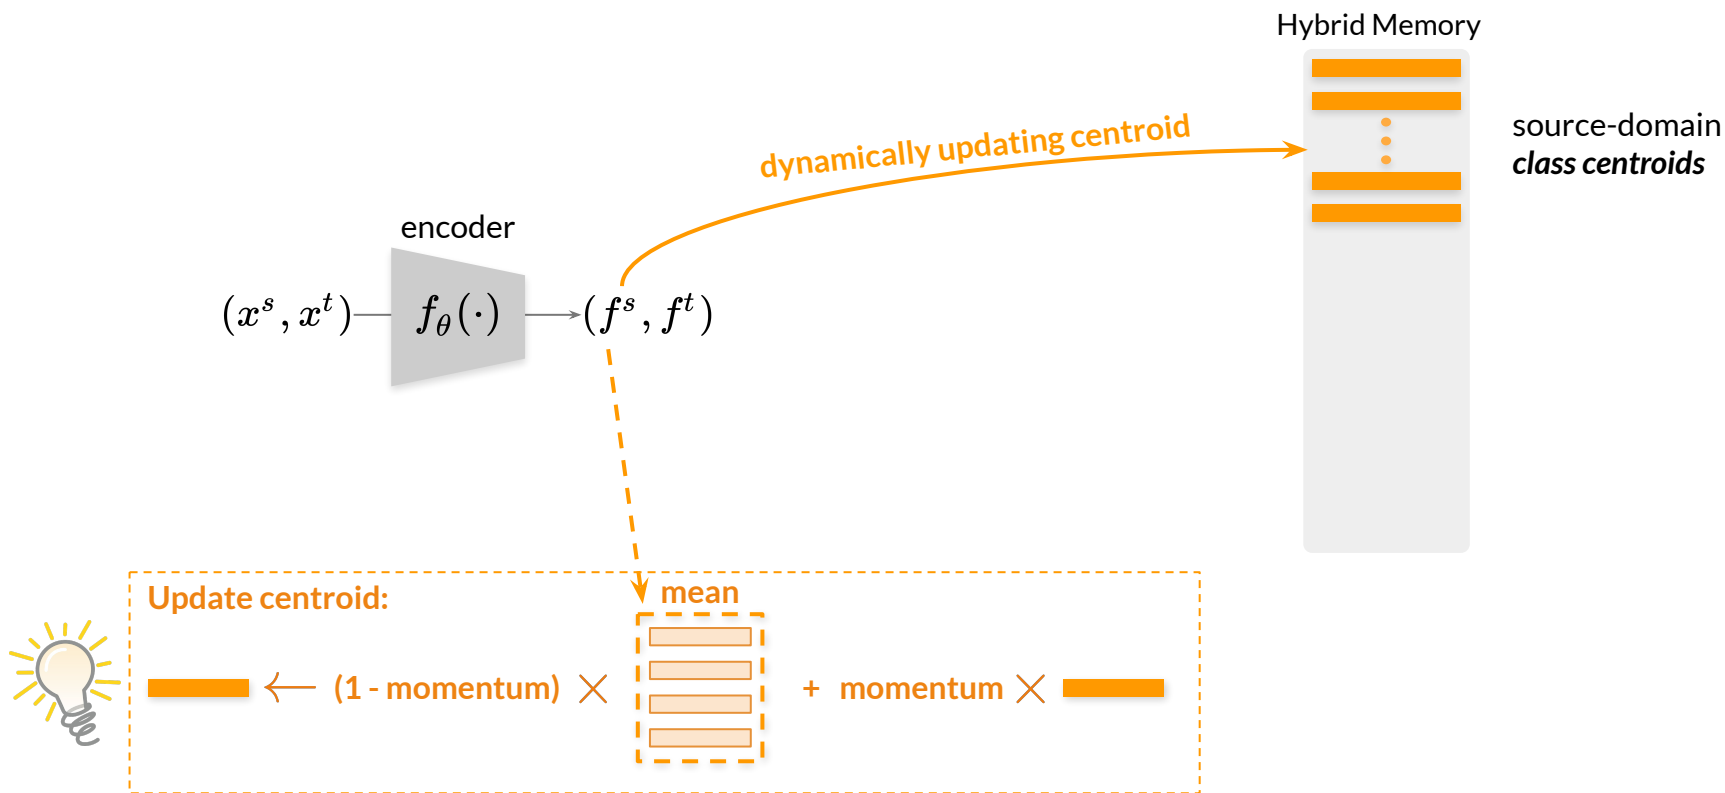 Hybrid Memory
dynamically updating centroid
source-domain
class centroids
encoder
(x^s, x^t)
f_θ(·)
(f^s, f^t)
Update centroid:
mean
(1 - momentum) ×
+ momentum ×